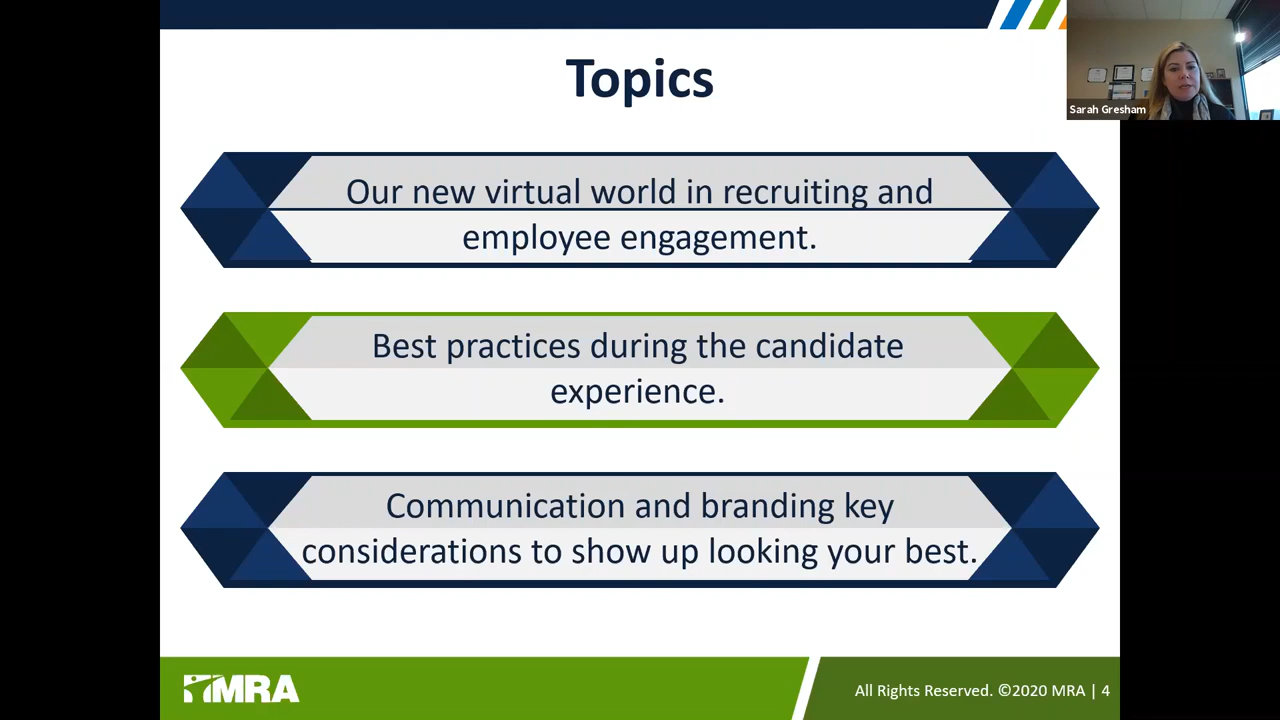 Topics
Sarah Gresham
Our new virtual world in recruiting and
employee engagement.
Best practices during the candidate
experience.
Communication and branding key
considerations to show up looking your best.
MRA
All Rights Reserved. ©2020 MRA | 4